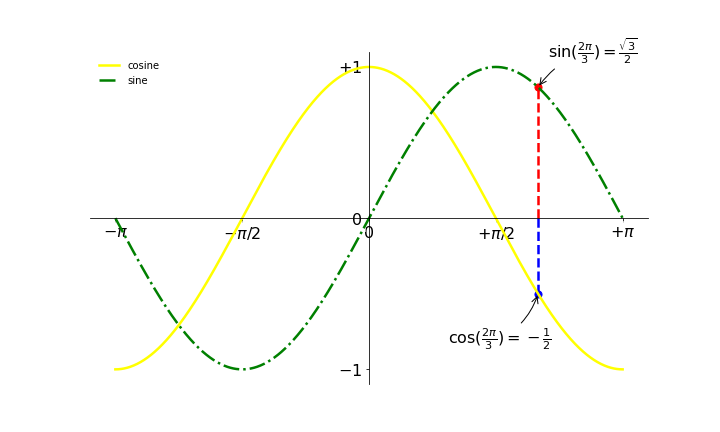 sin(2π/3) = √3/2
cosine
sine
+1
0
−π
−π/2
0
+π/2
+π
cos(2π/3) = −1/2
−1